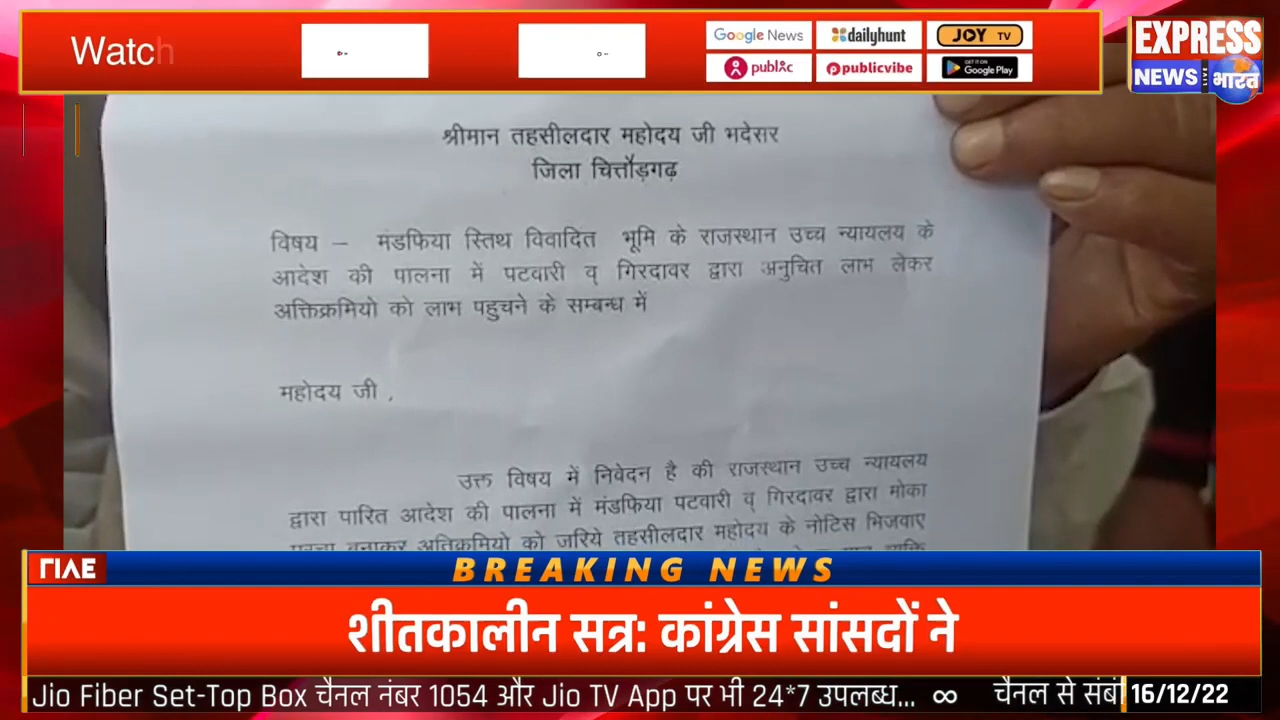 Watch
Google News
dailyhunt
JOY TV
public
publicvibe
GET IT ON
Google Play
EXPRESS
NEWS भारत
श्रीमान तहसीलदार महोदय जी भदेसर
जिला चित्तौड़गढ़
विषय – मंडफिया स्तिथ विवादित भूमि के राजस्थान उच्च न्यायलय के
आदेश की पालना में पटवारी व् गिरदावर द्वारा अनुचित लाभ लेकर
अक्तिक्रमियो को लाभ पहुचने के सम्बन्ध में
महोदय जी ,
उक्त विषय में निवेदन है की राजस्थान उच्च न्यायलय
द्वारा पारित आदेश की पालना में मंडफिया पटवारी व् गिरदावर द्वारा मोका
बनाकर अतिक्रमियो को जरिये तहसीलदार महोदय के नोटिस भिजवाए
BREAKING NEWS
शीतकालीन सत्र: कांग्रेस सांसदों ने
Jio Fiber Set-Top Box चैनल नंबर 1054 और Jio TV App पर भी 24*7 उपलब्ध... ∞ चैनल से संबं
16/12/22